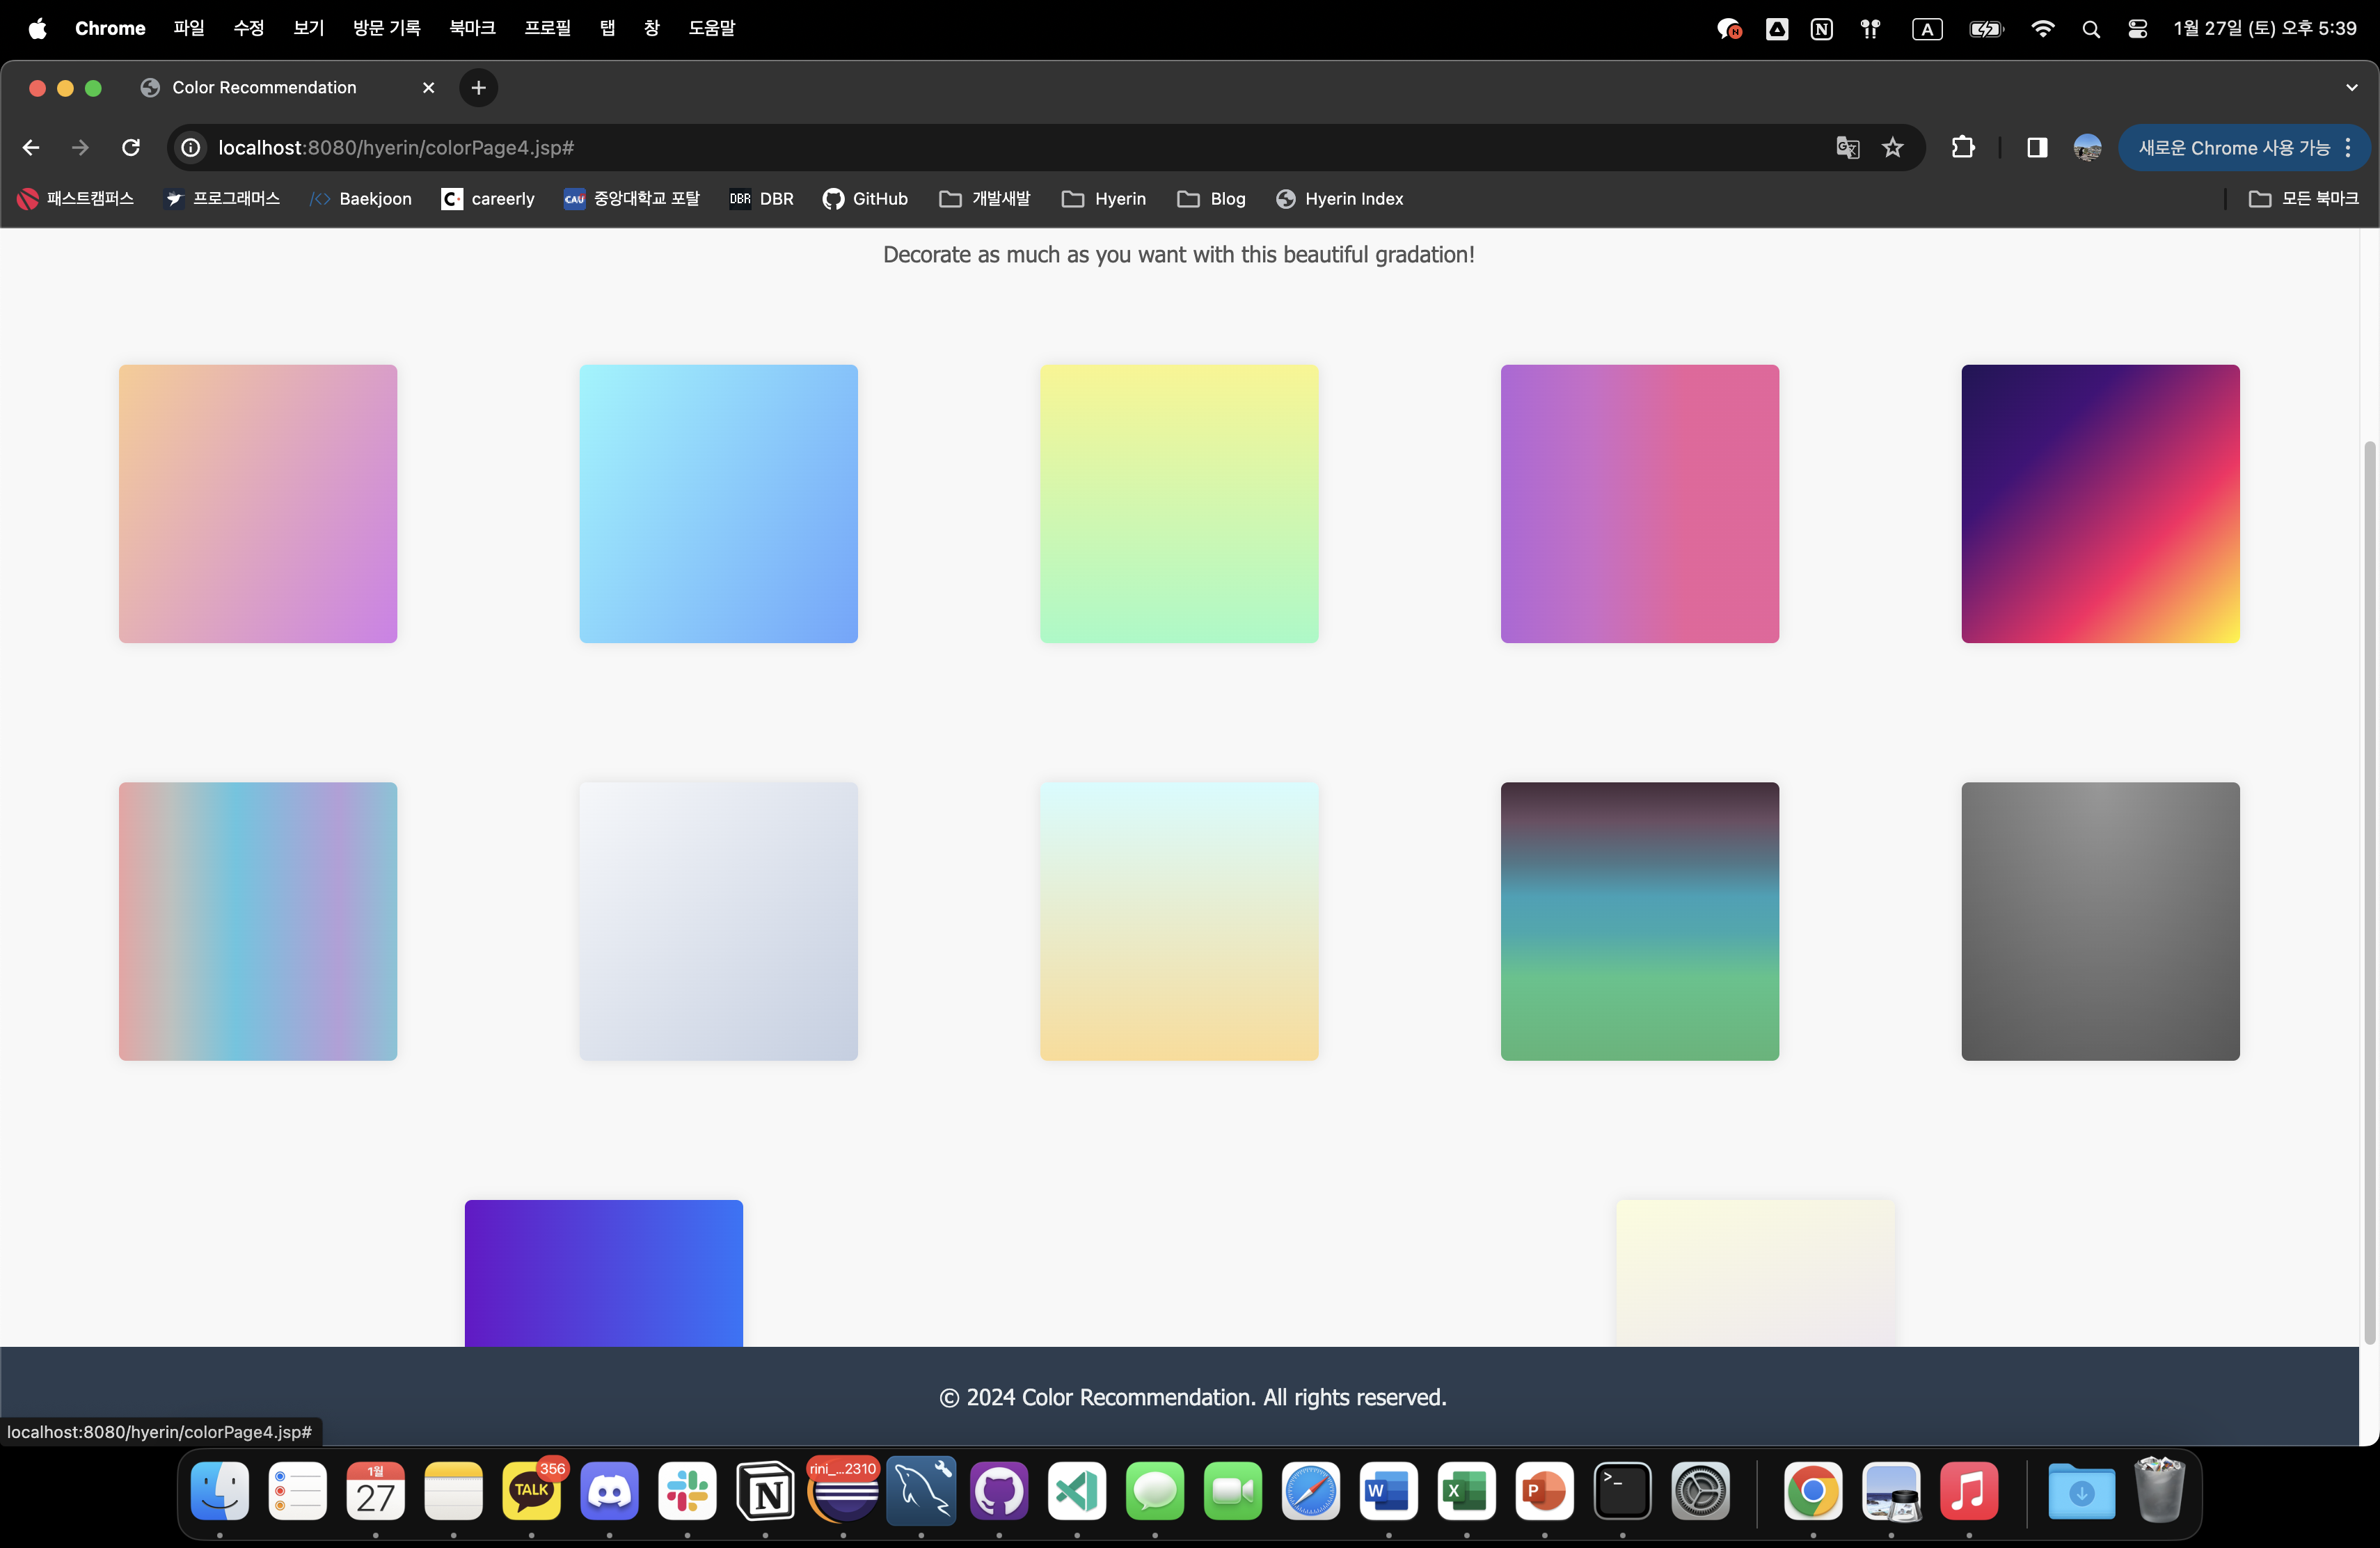 Chrome 파일 수정 보기 방문 기록 북마크 프로필 탭 창 도움말 A 1월 27일 (토) 오후 5:39
Color Recommendation
localhost:8080/hyerin/colorPage4.jsp# 새로운 Chrome 사용 가능
패스트캠퍼스 프로그래머스 Baekjoon C careerly CAU 중앙대학교 포탈 DBR DBR GitHub 개발새발 Hyerin Blog Hyerin Index 모든 북마크
Decorate as much as you want with this beautiful gradation!
© 2024 Color Recommendation. All rights reserved.
localhost:8080/hyerin/colorPage4.jsp#
1월 27 TALK 356 N rini_...2310 W X P >_